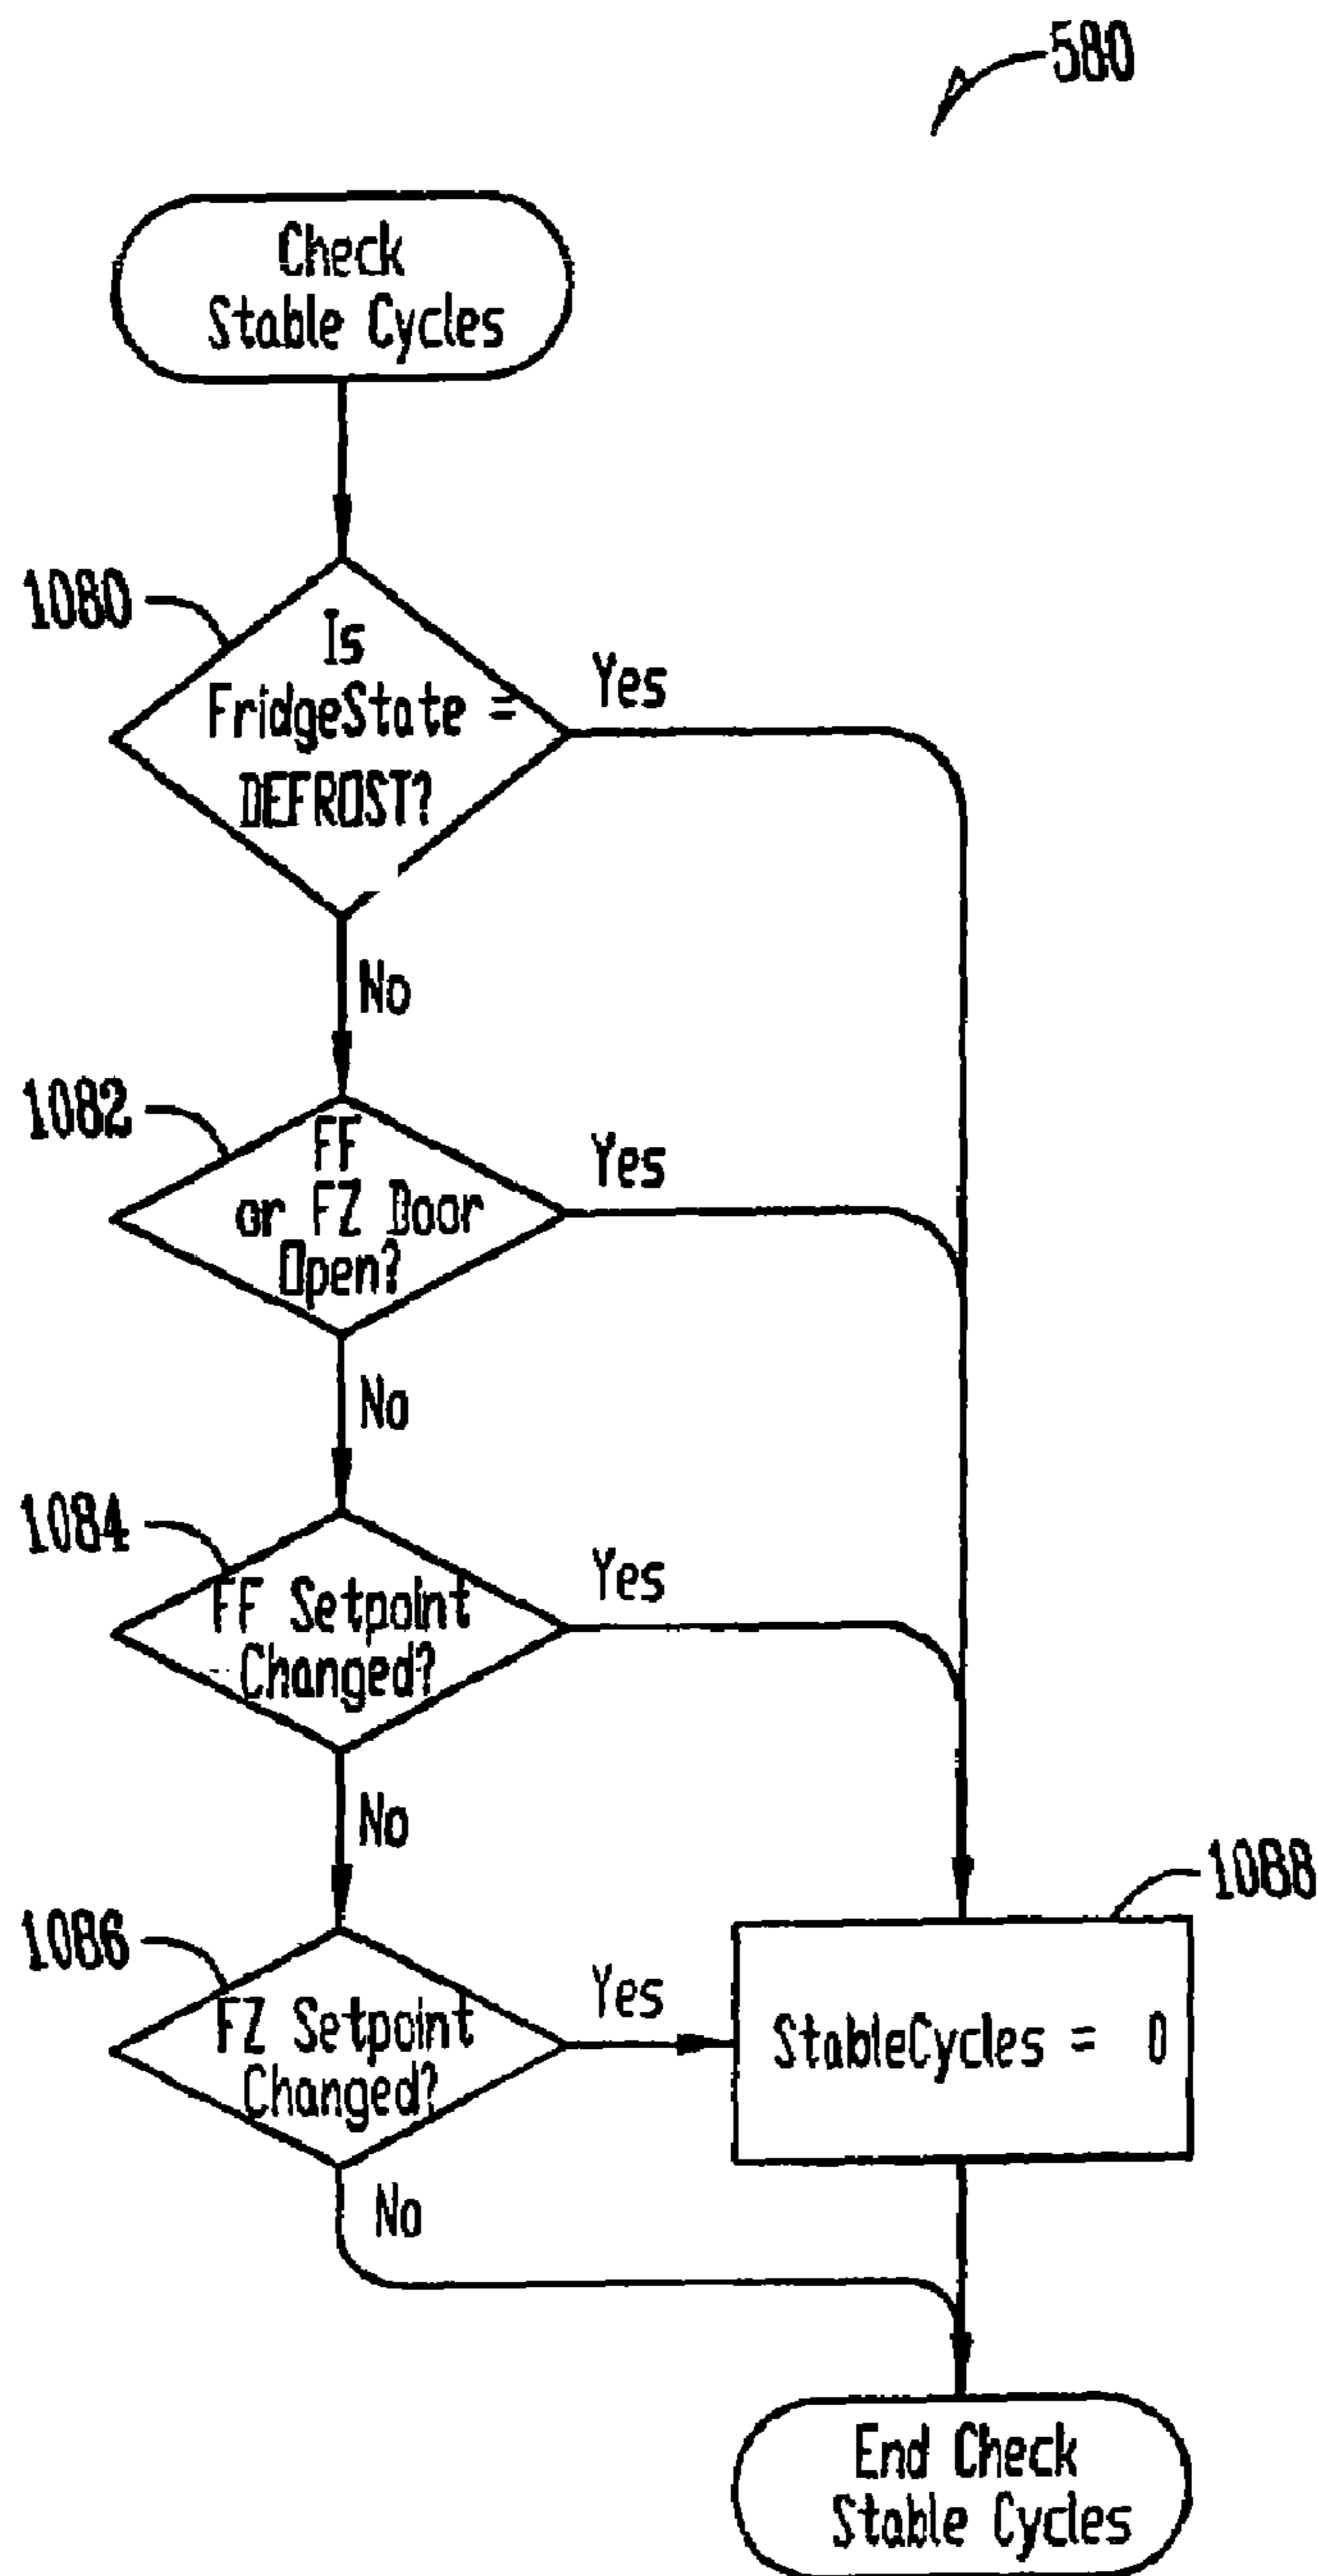 580
Check
Stable Cycles
1080
Is
FridgeState =
DEFROST?
Yes
No
1082
FF
or FZ Door
Open?
Yes
No
1084
FF Setpoint
Changed?
Yes
No
1086
FZ Setpoint
Changed?
Yes
No
1088
StableCycles = 0
End Check
Stable Cycles